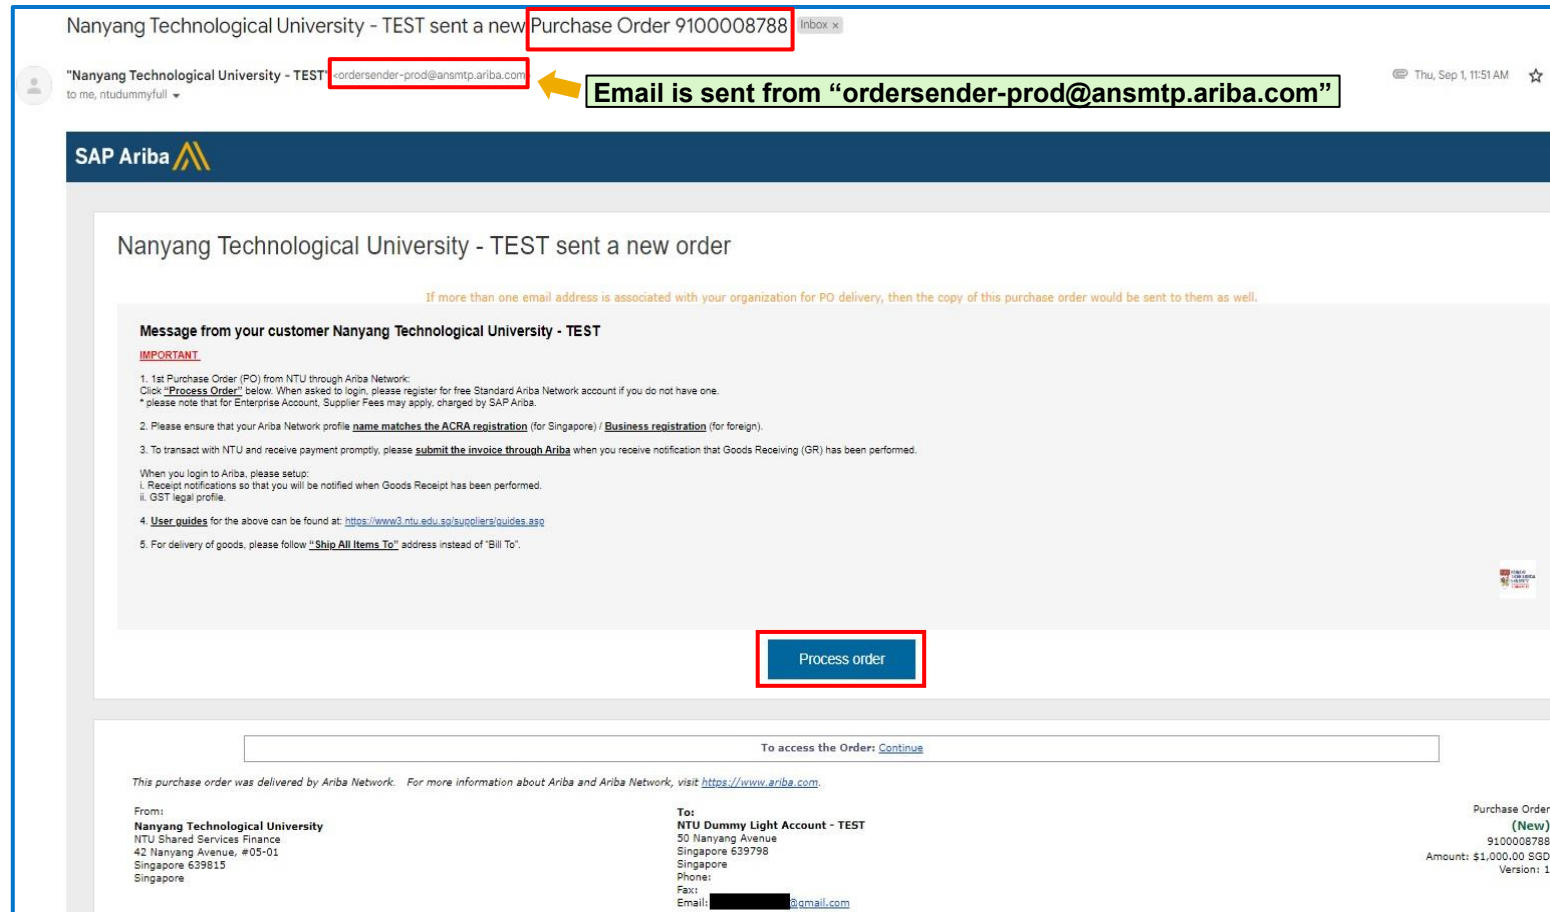 Nanyang Technological University - TEST sent a new Purchase Order 9100008788 Inbox ×
"Nanyang Technological University - TEST" <ordersender-prod@ansmtp.ariba.com
Thu, Sep 1, 11:51 AM
to me, ntudummyfull
Email is sent from “ordersender-prod@ansmtp.ariba.com”
SAP Ariba
Nanyang Technological University - TEST sent a new order
If more than one email address is associated with your organization for PO delivery, then the copy of this purchase order would be sent to them as well.
Message from your customer Nanyang Technological University - TEST
IMPORTANT
1. 1st Purchase Order (PO) from NTU through Ariba Network:
Click "Process Order" below. When asked to login, please register for free Standard Ariba Network account if you do not have one.
* please note that for Enterprise Account, Supplier Fees may apply, charged by SAP Ariba.
2. Please ensure that your Ariba Network profile name matches the ACRA registration (for Singapore) / Business registration (for foreign).
3. To transact with NTU and receive payment promptly, please submit the invoice through Ariba when you receive notification that Goods Receiving (GR) has been performed.
When you login to Ariba, please setup:
i. Receipt notifications so that you will be notified when Goods Receipt has been performed.
ii. GST legal profile.
4. User guides for the above can be found at: https://www3.ntu.edu.sg/suppliers/guides.asp
5. For delivery of goods, please follow "Ship All Items To" address instead of "Bill To".
Process order
To access the Order: Continue
This purchase order was delivered by Ariba Network. For more information about Ariba and Ariba Network, visit https://www.ariba.com.
From:
Nanyang Technological University
NTU Shared Services Finance
42 Nanyang Avenue, #05-01
Singapore 639815
Singapore
To:
NTU Dummy Light Account - TEST
50 Nanyang Avenue
Singapore 639798
Singapore
Phone:
Fax:
Email: @gmail.com
Purchase Order
(New)
9100008788
Amount: $1,000.00 SGD
Version: 1